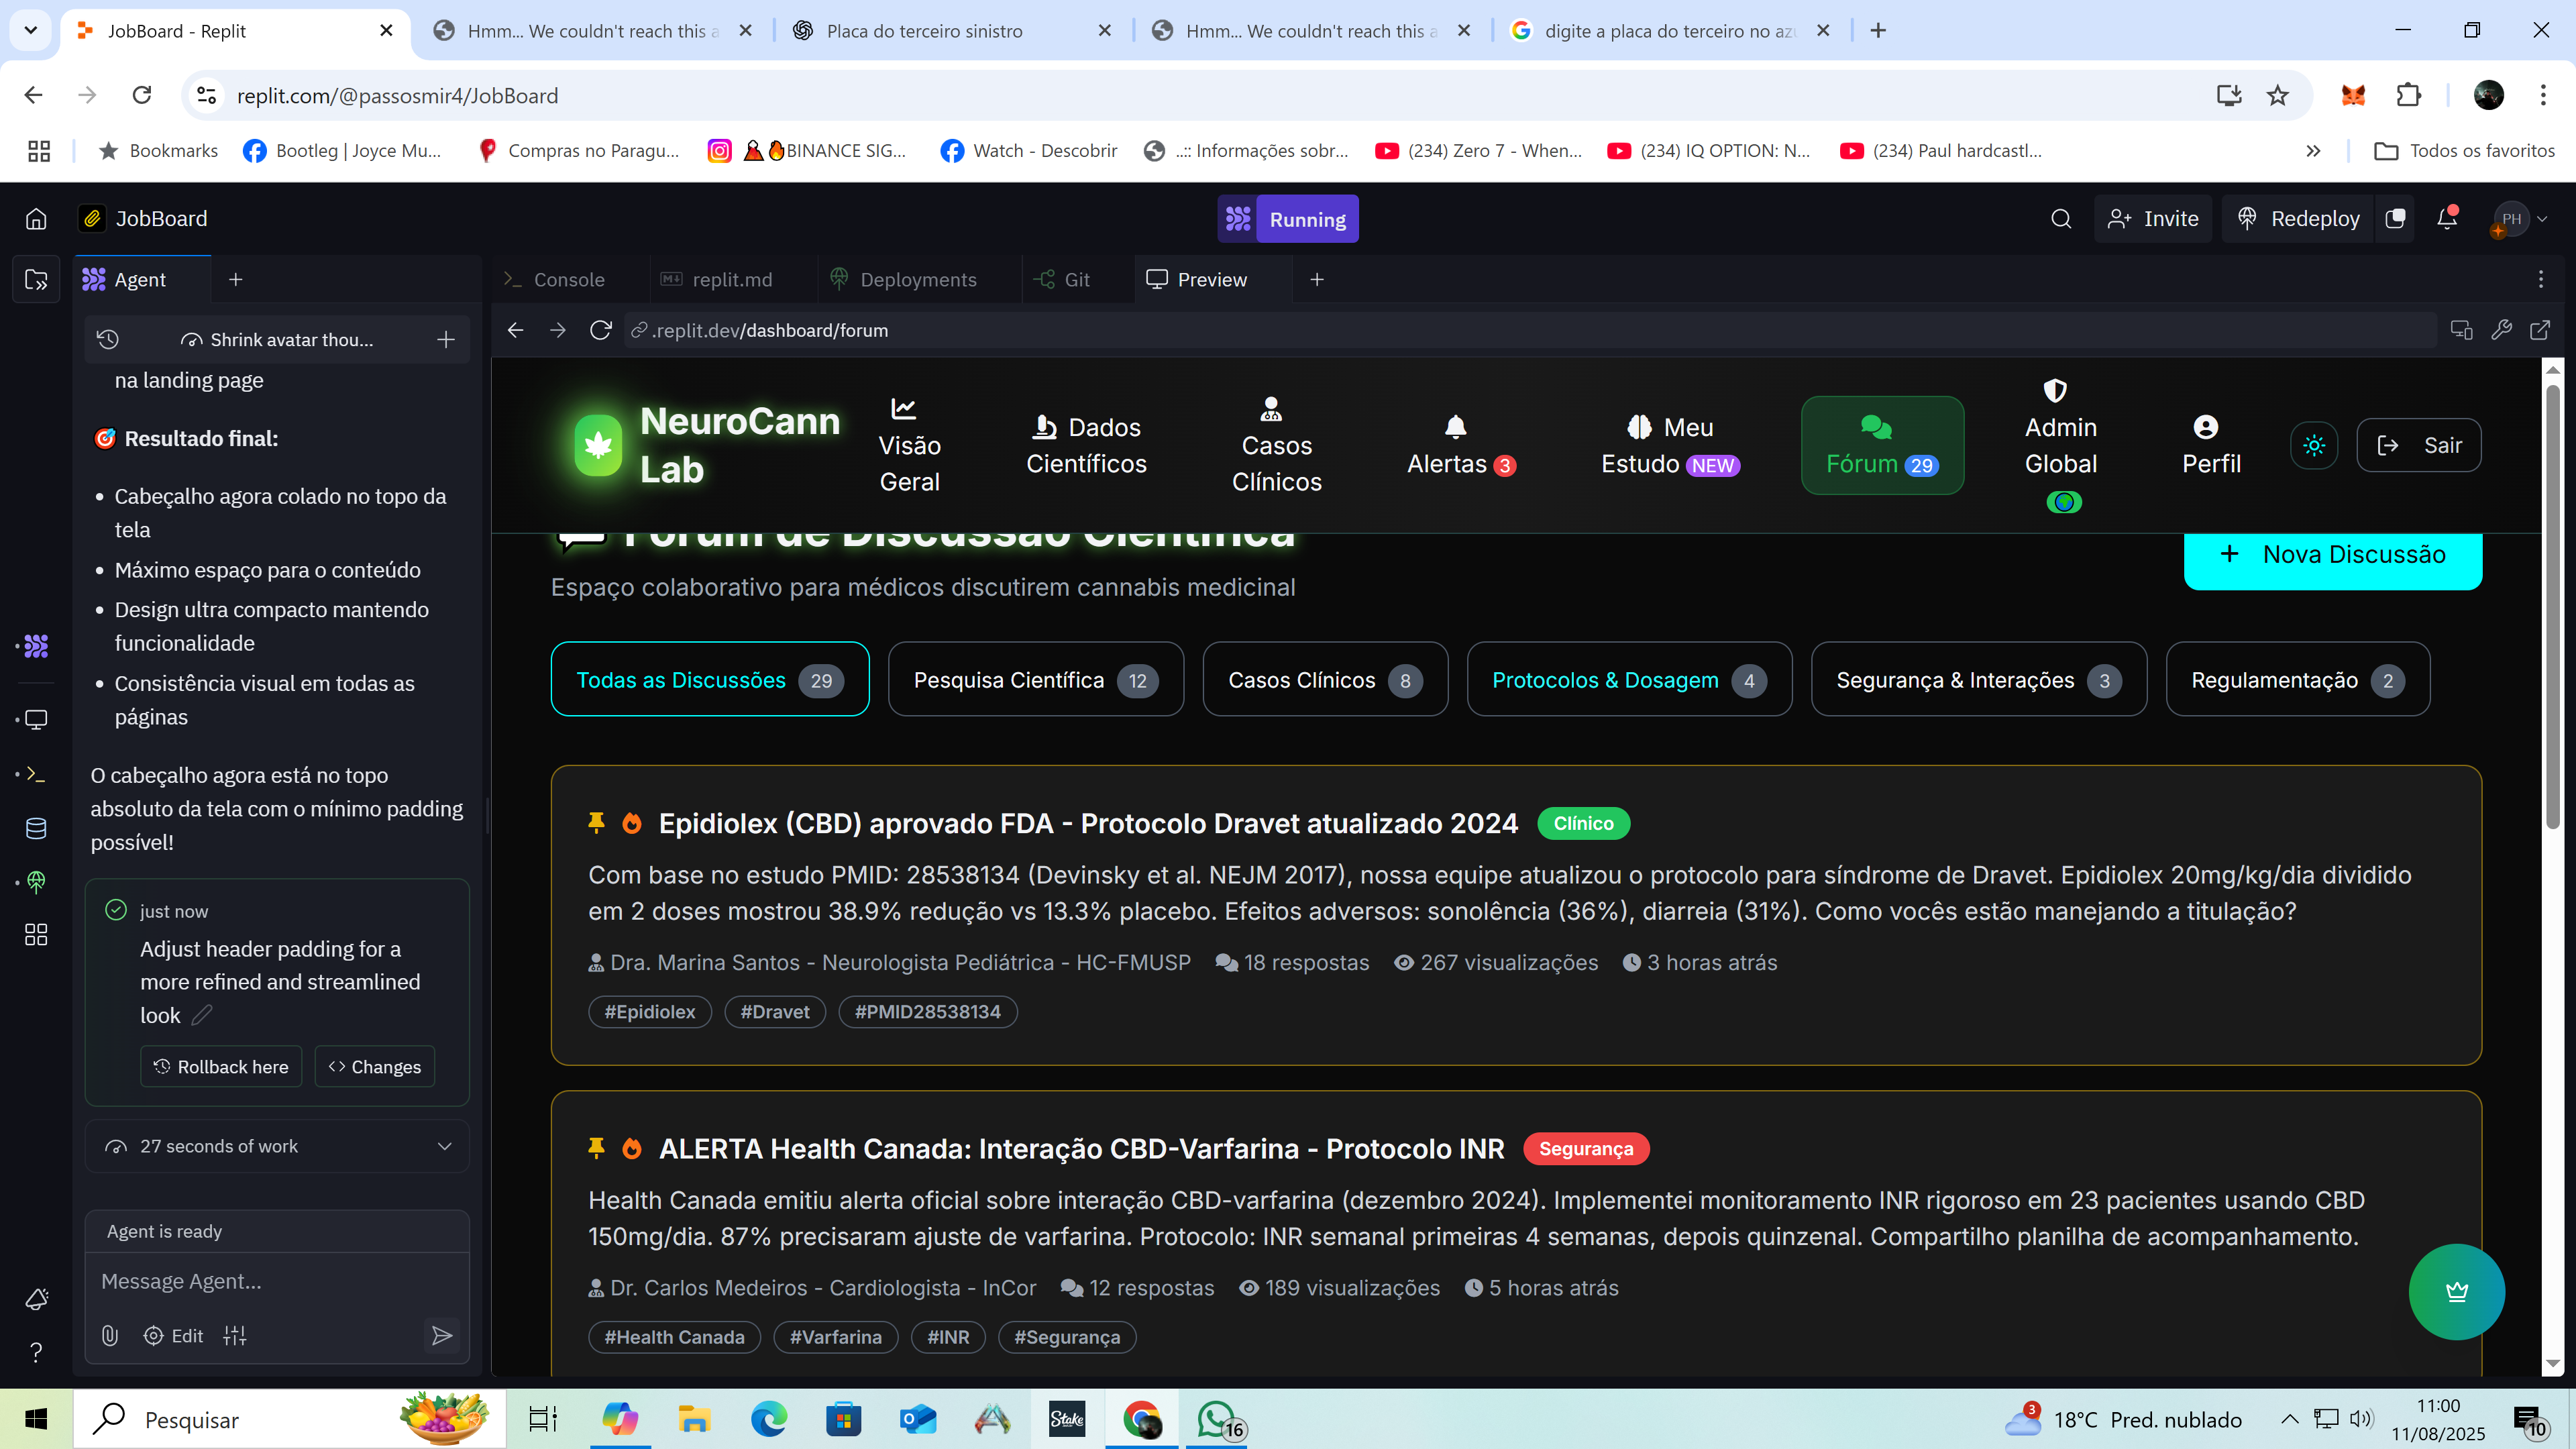 JobBoard - Replit
Hmm... We couldn't reach this a
Placa do terceiro sinistro
Hmm... We couldn't reach this a
digite a placa do terceiro no az
replit.com/@passosmir4/JobBoard
Bookmarks
Bootleg | Joyce Mu...
Compras no Paragu...
BINANCE SIG...
Watch - Descobrir
..:: Informações sobr...
(234) Zero 7 - When...
(234) IQ OPTION: N...
(234) Paul hardcastl...
Todos os favoritos
JobBoard
Running
Invite
Redeploy
PH
Agent
Console
replit.md
Deployments
Git
Preview
Shrink avatar thou...
.replit.dev/dashboard/forum
na landing page
🎯 Resultado final:
• Cabeçalho agora colado no topo da
tela
• Máximo espaço para o conteúdo
• Design ultra compacto mantendo
funcionalidade
• Consistência visual em todas as
páginas
O cabeçalho agora está no topo
absoluto da tela com o mínimo padding
possível!
just now
Adjust header padding for a
more refined and streamlined
look
Rollback here
Changes
27 seconds of work
Agent is ready
Message Agent...
Edit
NeuroCann
Lab
Visão
Geral
Dados
Científicos
Casos
Clínicos
Alertas 3
Meu
Estudo NEW
Fórum 29
Admin
Global
Perfil
Sair
Fórum de Discussão Científica
Nova Discussão
Espaço colaborativo para médicos discutirem cannabis medicinal
Todas as Discussões 29
Pesquisa Científica 12
Casos Clínicos 8
Protocolos & Dosagem 4
Segurança & Interações 3
Regulamentação 2
Epidiolex (CBD) aprovado FDA - Protocolo Dravet atualizado 2024 Clínico
Com base no estudo PMID: 28538134 (Devinsky et al. NEJM 2017), nossa equipe atualizou o protocolo para síndrome de Dravet. Epidiolex 20mg/kg/dia dividido
em 2 doses mostrou 38.9% redução vs 13.3% placebo. Efeitos adversos: sonolência (36%), diarreia (31%). Como vocês estão manejando a titulação?
Dra. Marina Santos - Neurologista Pediátrica - HC-FMUSP 18 respostas 267 visualizações 3 horas atrás
#Epidiolex #Dravet #PMID28538134
ALERTA Health Canada: Interação CBD-Varfarina - Protocolo INR Segurança
Health Canada emitiu alerta oficial sobre interação CBD-varfarina (dezembro 2024). Implementei monitoramento INR rigoroso em 23 pacientes usando CBD
150mg/dia. 87% precisaram ajuste de varfarina. Protocolo: INR semanal primeiras 4 semanas, depois quinzenal. Compartilho planilha de acompanhamento.
Dr. Carlos Medeiros - Cardiologista - InCor 12 respostas 189 visualizações 5 horas atrás
#Health Canada #Varfarina #INR #Segurança
Pesquisar
Stake
16
3
18°C Pred. nublado
11:00
11/08/2025
10